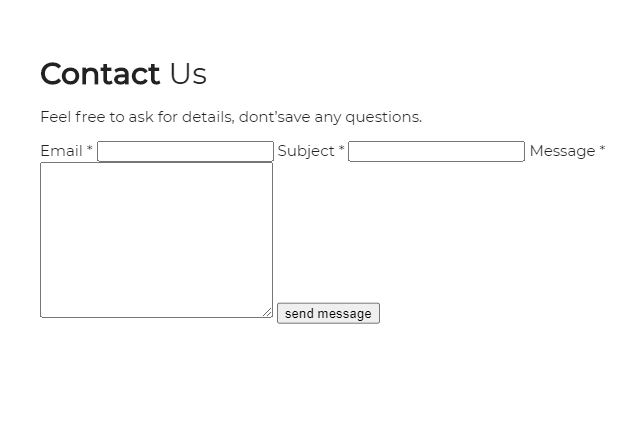 Contact Us
Feel free to ask for details, dont'save any questions.
Email * Subject * Message *
send message